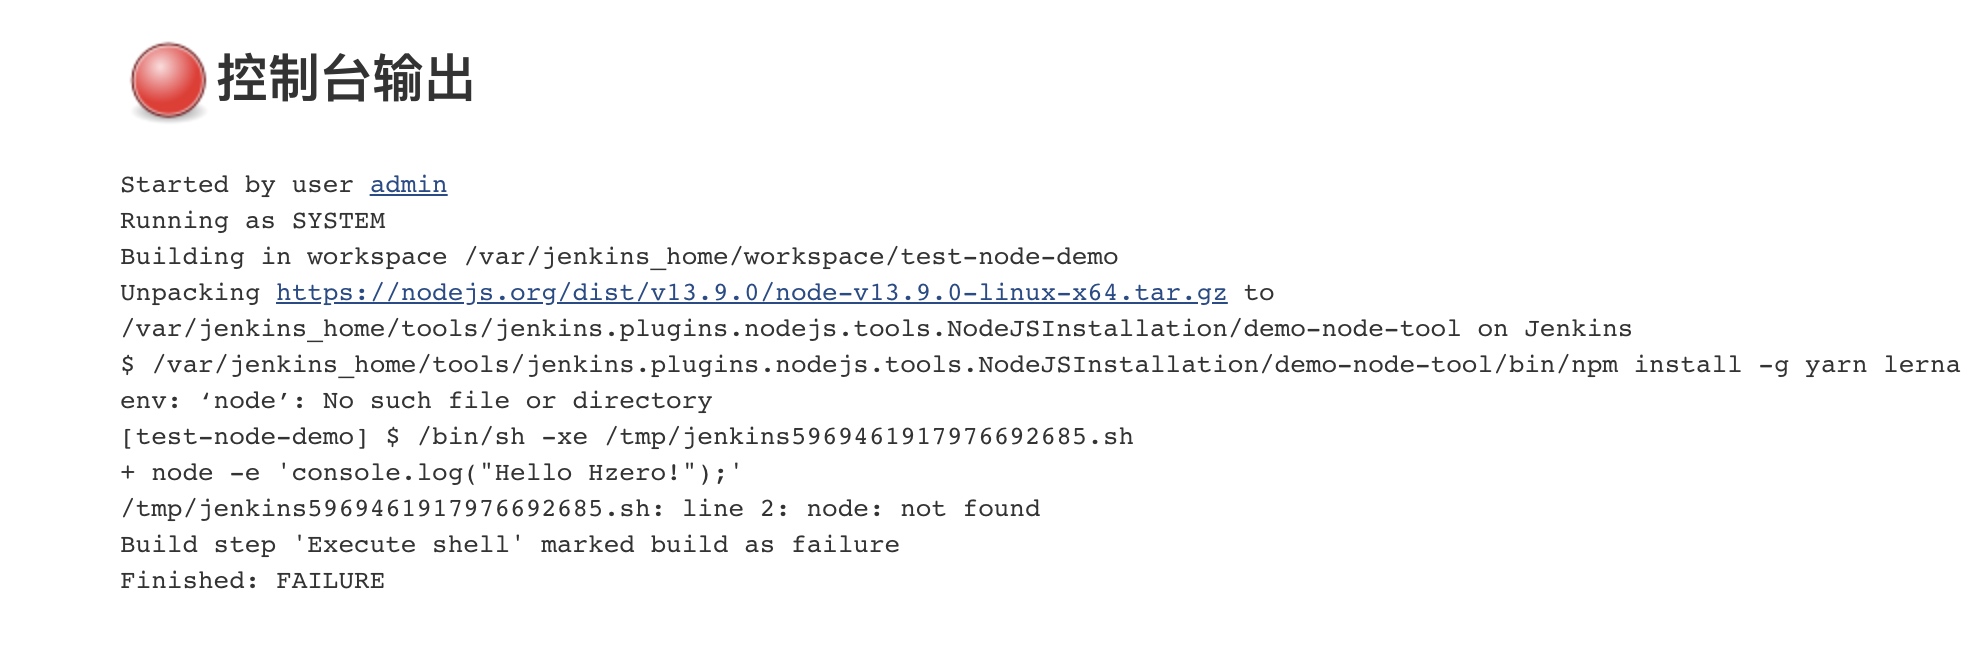 控制台输出
Started by user admin
Running as SYSTEM
Building in workspace /var/jenkins_home/workspace/test-node-demo
Unpacking https://nodejs.org/dist/v13.9.0/node-v13.9.0-linux-x64.tar.gz to
/var/jenkins_home/tools/jenkins.plugins.nodejs.tools.NodeJSInstallation/demo-node-tool on Jenkins
$ /var/jenkins_home/tools/jenkins.plugins.nodejs.tools.NodeJSInstallation/demo-node-tool/bin/npm install -g yarn lerna
env: ‘node’: No such file or directory
[test-node-demo] $ /bin/sh -xe /tmp/jenkins5969461917976692685.sh
+ node -e 'console.log("Hello Hzero!");'
/tmp/jenkins5969461917976692685.sh: line 2: node: not found
Build step 'Execute shell' marked build as failure
Finished: FAILURE